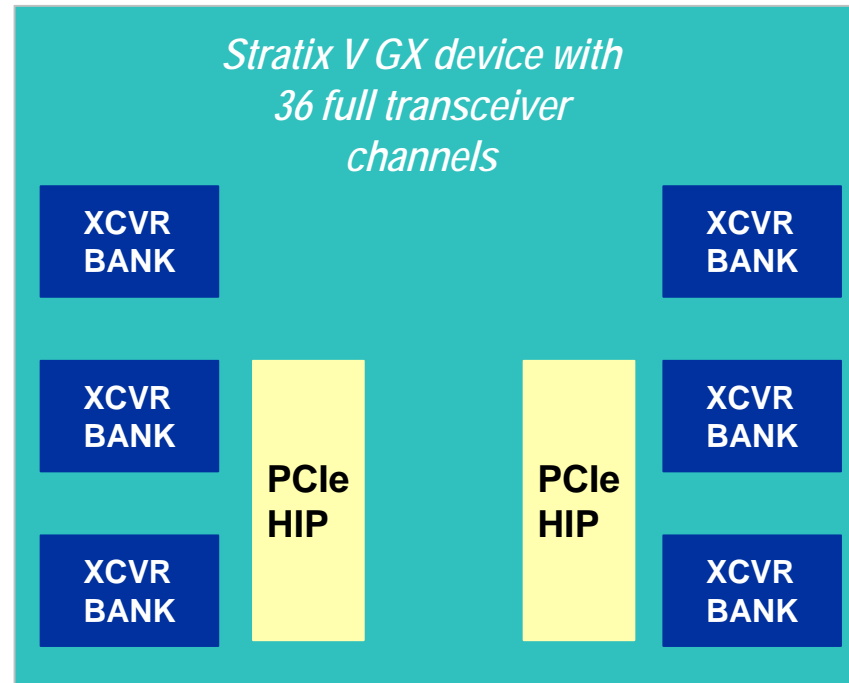 Stratix V GX device with
36 full transceiver
channels
XCVR
BANK
XCVR
BANK
XCVR
BANK
XCVR
BANK
PCIe
HIP
PCIe
HIP
XCVR
BANK
XCVR
BANK